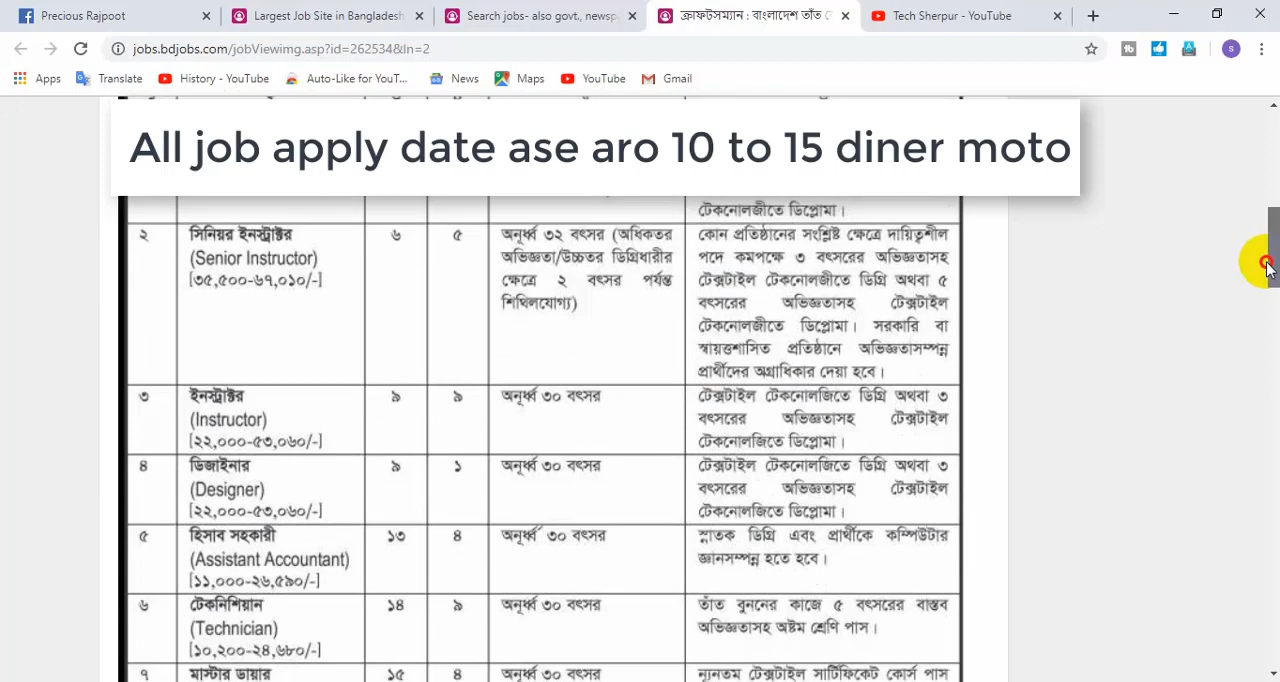 Precious Rajpoot
Largest Job Site in Bangladesh
Search jobs- also govt., newsp
ক্রাফটসম্যান : বাংলাদেশ তাঁত
Tech Sherpur - YouTube
jobs.bdjobs.com/jobViewimg.asp?id=262534&ln=2
Apps
Translate
History - YouTube
Auto-Like for YouT...
News
Maps
YouTube
Gmail
All job apply date ase aro 10 to 15 diner moto
টেকনোলজীতে ডিপ্লোমা।
২ সিনিয়র ইনস্ট্রাক্টর ৬ ৫ অনূর্ধ্ব ৩২ বৎসর (অধিকতর কোন প্রতিষ্ঠানের সংশ্লিষ্ট ক্ষেত্রে দায়িত্বশীল
(Senior Instructor) অভিজ্ঞতা/উচ্চতর ডিগ্রিধারীর পদে কমপক্ষে ৩ বৎসরের অভিজ্ঞতাসহ
[৩৫,৫০০-৬৭,০১০/-] ক্ষেত্রে ২ বৎসর পর্যন্ত টেক্সটাইল টেকনোলজীতে ডিগ্রি অথবা ৫
শিথিলযোগ্য) বৎসরের অভিজ্ঞতাসহ টেক্সটাইল
টেকনোলজীতে ডিপ্লোমা। সরকারি বা
স্বায়ত্তশাসিত প্রতিষ্ঠানে অভিজ্ঞতাসম্পন্ন
প্রার্থীদের অগ্রাধিকার দেয়া হবে।
৩ ইনস্ট্রাক্টর ৯ ৯ অনূর্ধ্ব ৩০ বৎসর টেক্সটাইল টেকনোলজিতে ডিগ্রি অথবা ৩
(Instructor) বৎসরের অভিজ্ঞতাসহ টেক্সটাইল
[২২,০০০-৫৩,০৬০/-] টেকনোলজিতে ডিপ্লোমা।
৪ ডিজাইনার ৯ ১ অনূর্ধ্ব ৩০ বৎসর টেক্সটাইল টেকনোলজিতে ডিগ্রি অথবা ৩
(Designer) বৎসরের অভিজ্ঞতাসহ টেক্সটাইল
[২২,০০০-৫৩,০৬০/-] টেকনোলজিতে ডিপ্লোমা।
৫ হিসাব সহকারী ১৩ ৪ অনূর্ধ্ব ৩০ বৎসর স্নাতক ডিগ্রি এবং প্রার্থীকে কম্পিউটার
(Assistant Accountant) জ্ঞানসম্পন্ন হতে হবে।
[১১,০০০-২৬,৫৯০/-]
৬ টেকনিশিয়ান ১৪ ৯ অনূর্ধ্ব ৩০ বৎসর তাঁত বুননের কাজে ৫ বৎসরের বাস্তব
(Technician) অভিজ্ঞতাসহ অষ্টম শ্রেণি পাস।
[১০,২০০-২৪,৬৮০/-]
৭ মাস্টার ডায়ার ১৫ ৪ অনূর্ধ্ব ৩০ বৎসর ন্যূনতম টেক্সটাইল সার্টিফিকেট কোর্স পাস